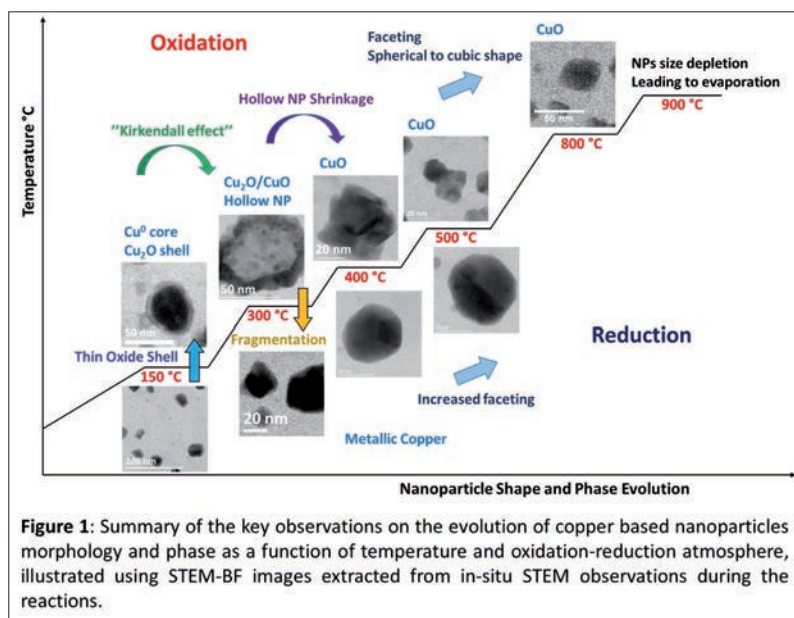 Oxidation
Faceting
Spherical to cubic shape
CuO
NPs size depletion
Leading to evaporation
900 °C
Hollow NP Shrinkage
"Kirkendall effect"
50 nm
800 °C
CuO
CuO
Cu₂O/CuO
Hollow NP
Temperature °C
20 nm
500 °C
Cu⁰ core
Cu₂O shell
50 nm
400 °C
50 nm
300 °C
Reduction
Thin Oxide Shell
Fragmentation
150 °C
Increased faceting
20 nm
Metallic Copper
Nanoparticle Shape and Phase Evolution
Figure 1: Summary of the key observations on the evolution of copper based nanoparticles
morphology and phase as a function of temperature and oxidation-reduction atmosphere,
illustrated using STEM-BF images extracted from in-situ STEM observations during the
reactions.